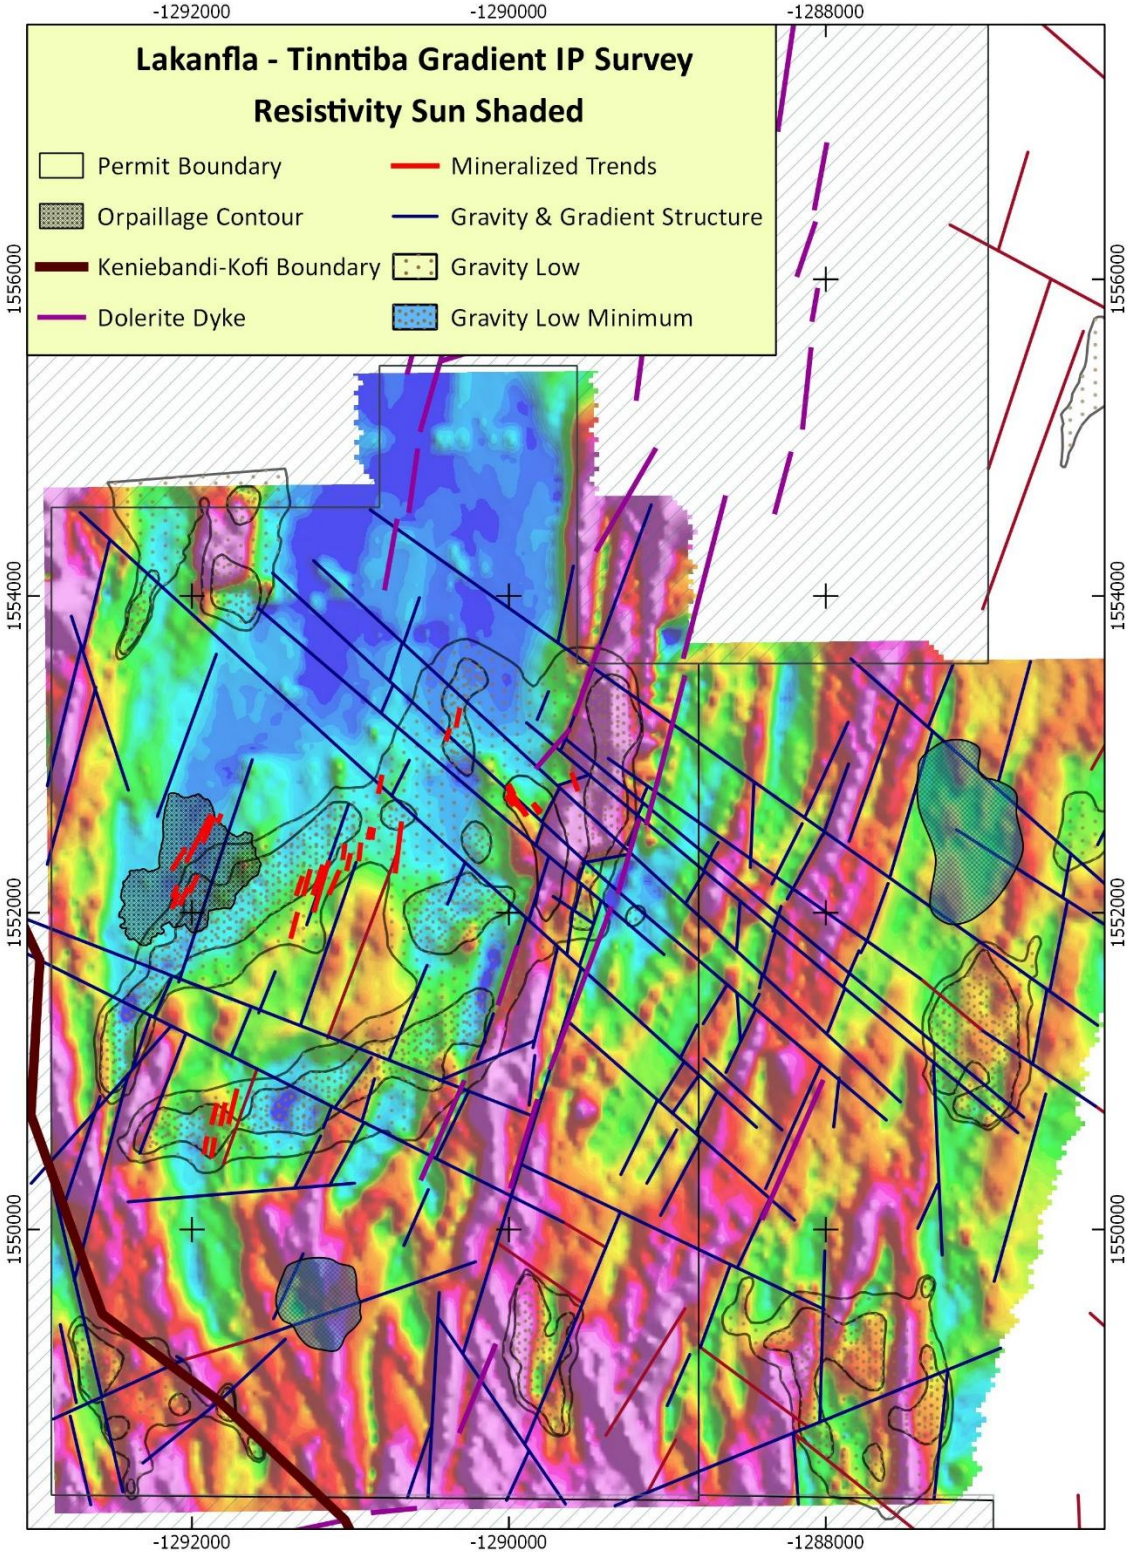 -1292000 -1290000 -1288000
Lakanfla - Tinntiba Gradient IP Survey
Resistivity Sun Shaded
Permit Boundary
Mineralized Trends
Orpaillage Contour
Gravity & Gradient Structure
Keniebandi-Kofi Boundary
Gravity Low
Dolerite Dyke
Gravity Low Minimum
1556000
1556000
1554000
1554000
1552000
1552000
1550000
1550000
-1292000 -1290000 -1288000